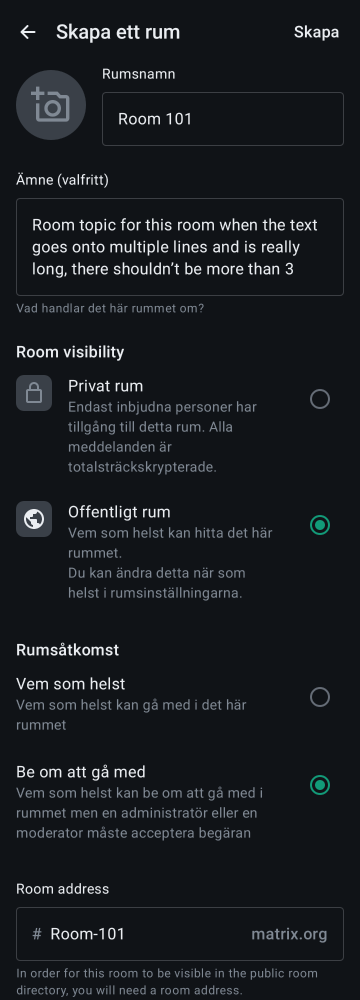 Skapa ett rum
Skapa
Rumsnamn
Room 101
Ämne (valfritt)
Room topic for this room when the text
goes onto multiple lines and is really
long, there shouldn’t be more than 3
Vad handlar det här rummet om?
Room visibility
Privat rum
Endast inbjudna personer har
tillgång till detta rum. Alla
meddelanden är
totalsträckskrypterade.
Offentligt rum
Vem som helst kan hitta det här
rummet.
Du kan ändra detta när som
helst i rumsinställningarna.
Rumsåtkomst
Vem som helst
Vem som helst kan gå med i det här
rummet
Be om att gå med
Vem som helst kan be om att gå med i
rummet men en administratör eller en
moderator måste acceptera begäran
Room address
# Room-101 matrix.org
In order for this room to be visible in the public room
directory, you will need a room address.